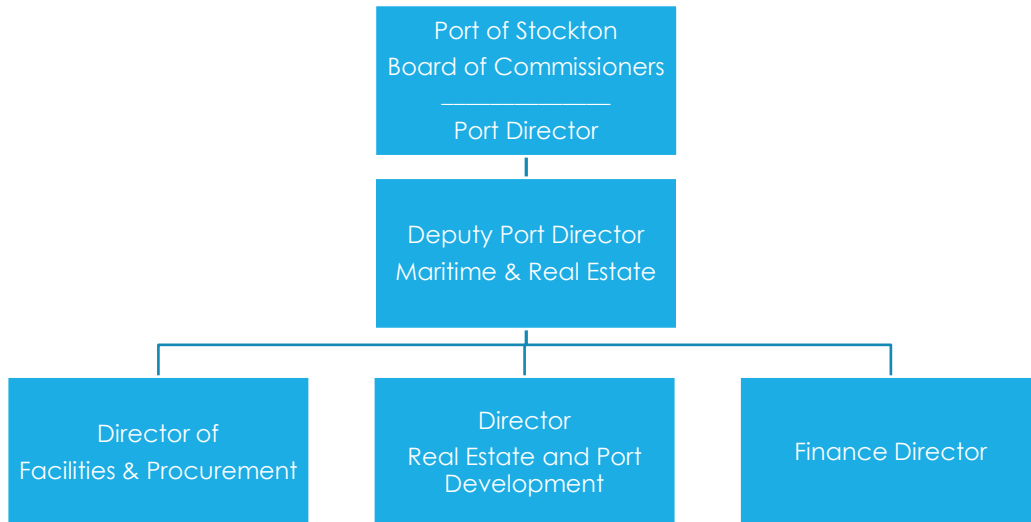 Port of Stockton
Board of Commissioners
______________
Port Director
Deputy Port Director
Maritime & Real Estate
Director of
Facilities & Procurement
Director
Real Estate and Port
Development
Finance Director